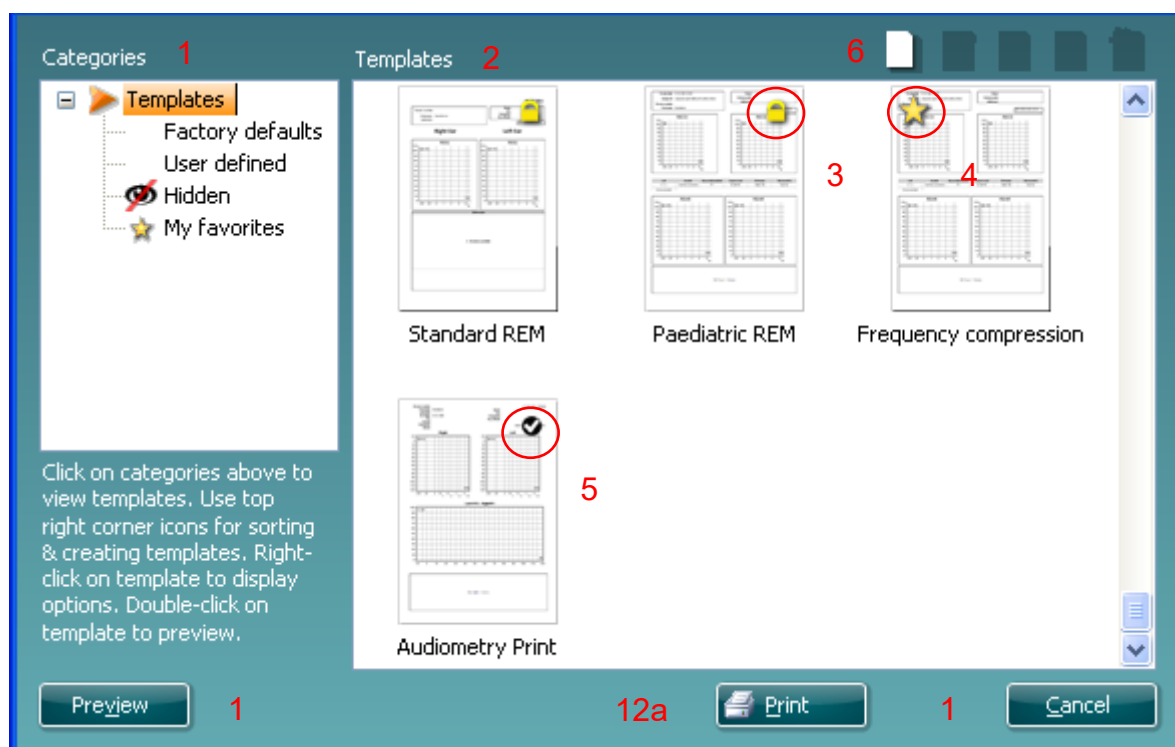 Categories 1
Templates 2
6
Templates
Factory defaults
User defined
Hidden
My favorites
3
4
Standard REM
Paediatric REM
Frequency compression
5
Audiometry Print
Click on categories above to
view templates. Use top
right corner icons for sorting
& creating templates. Right-
click on template to display
options. Double-click on
template to preview.
Preview 1
12a Print
1 Cancel